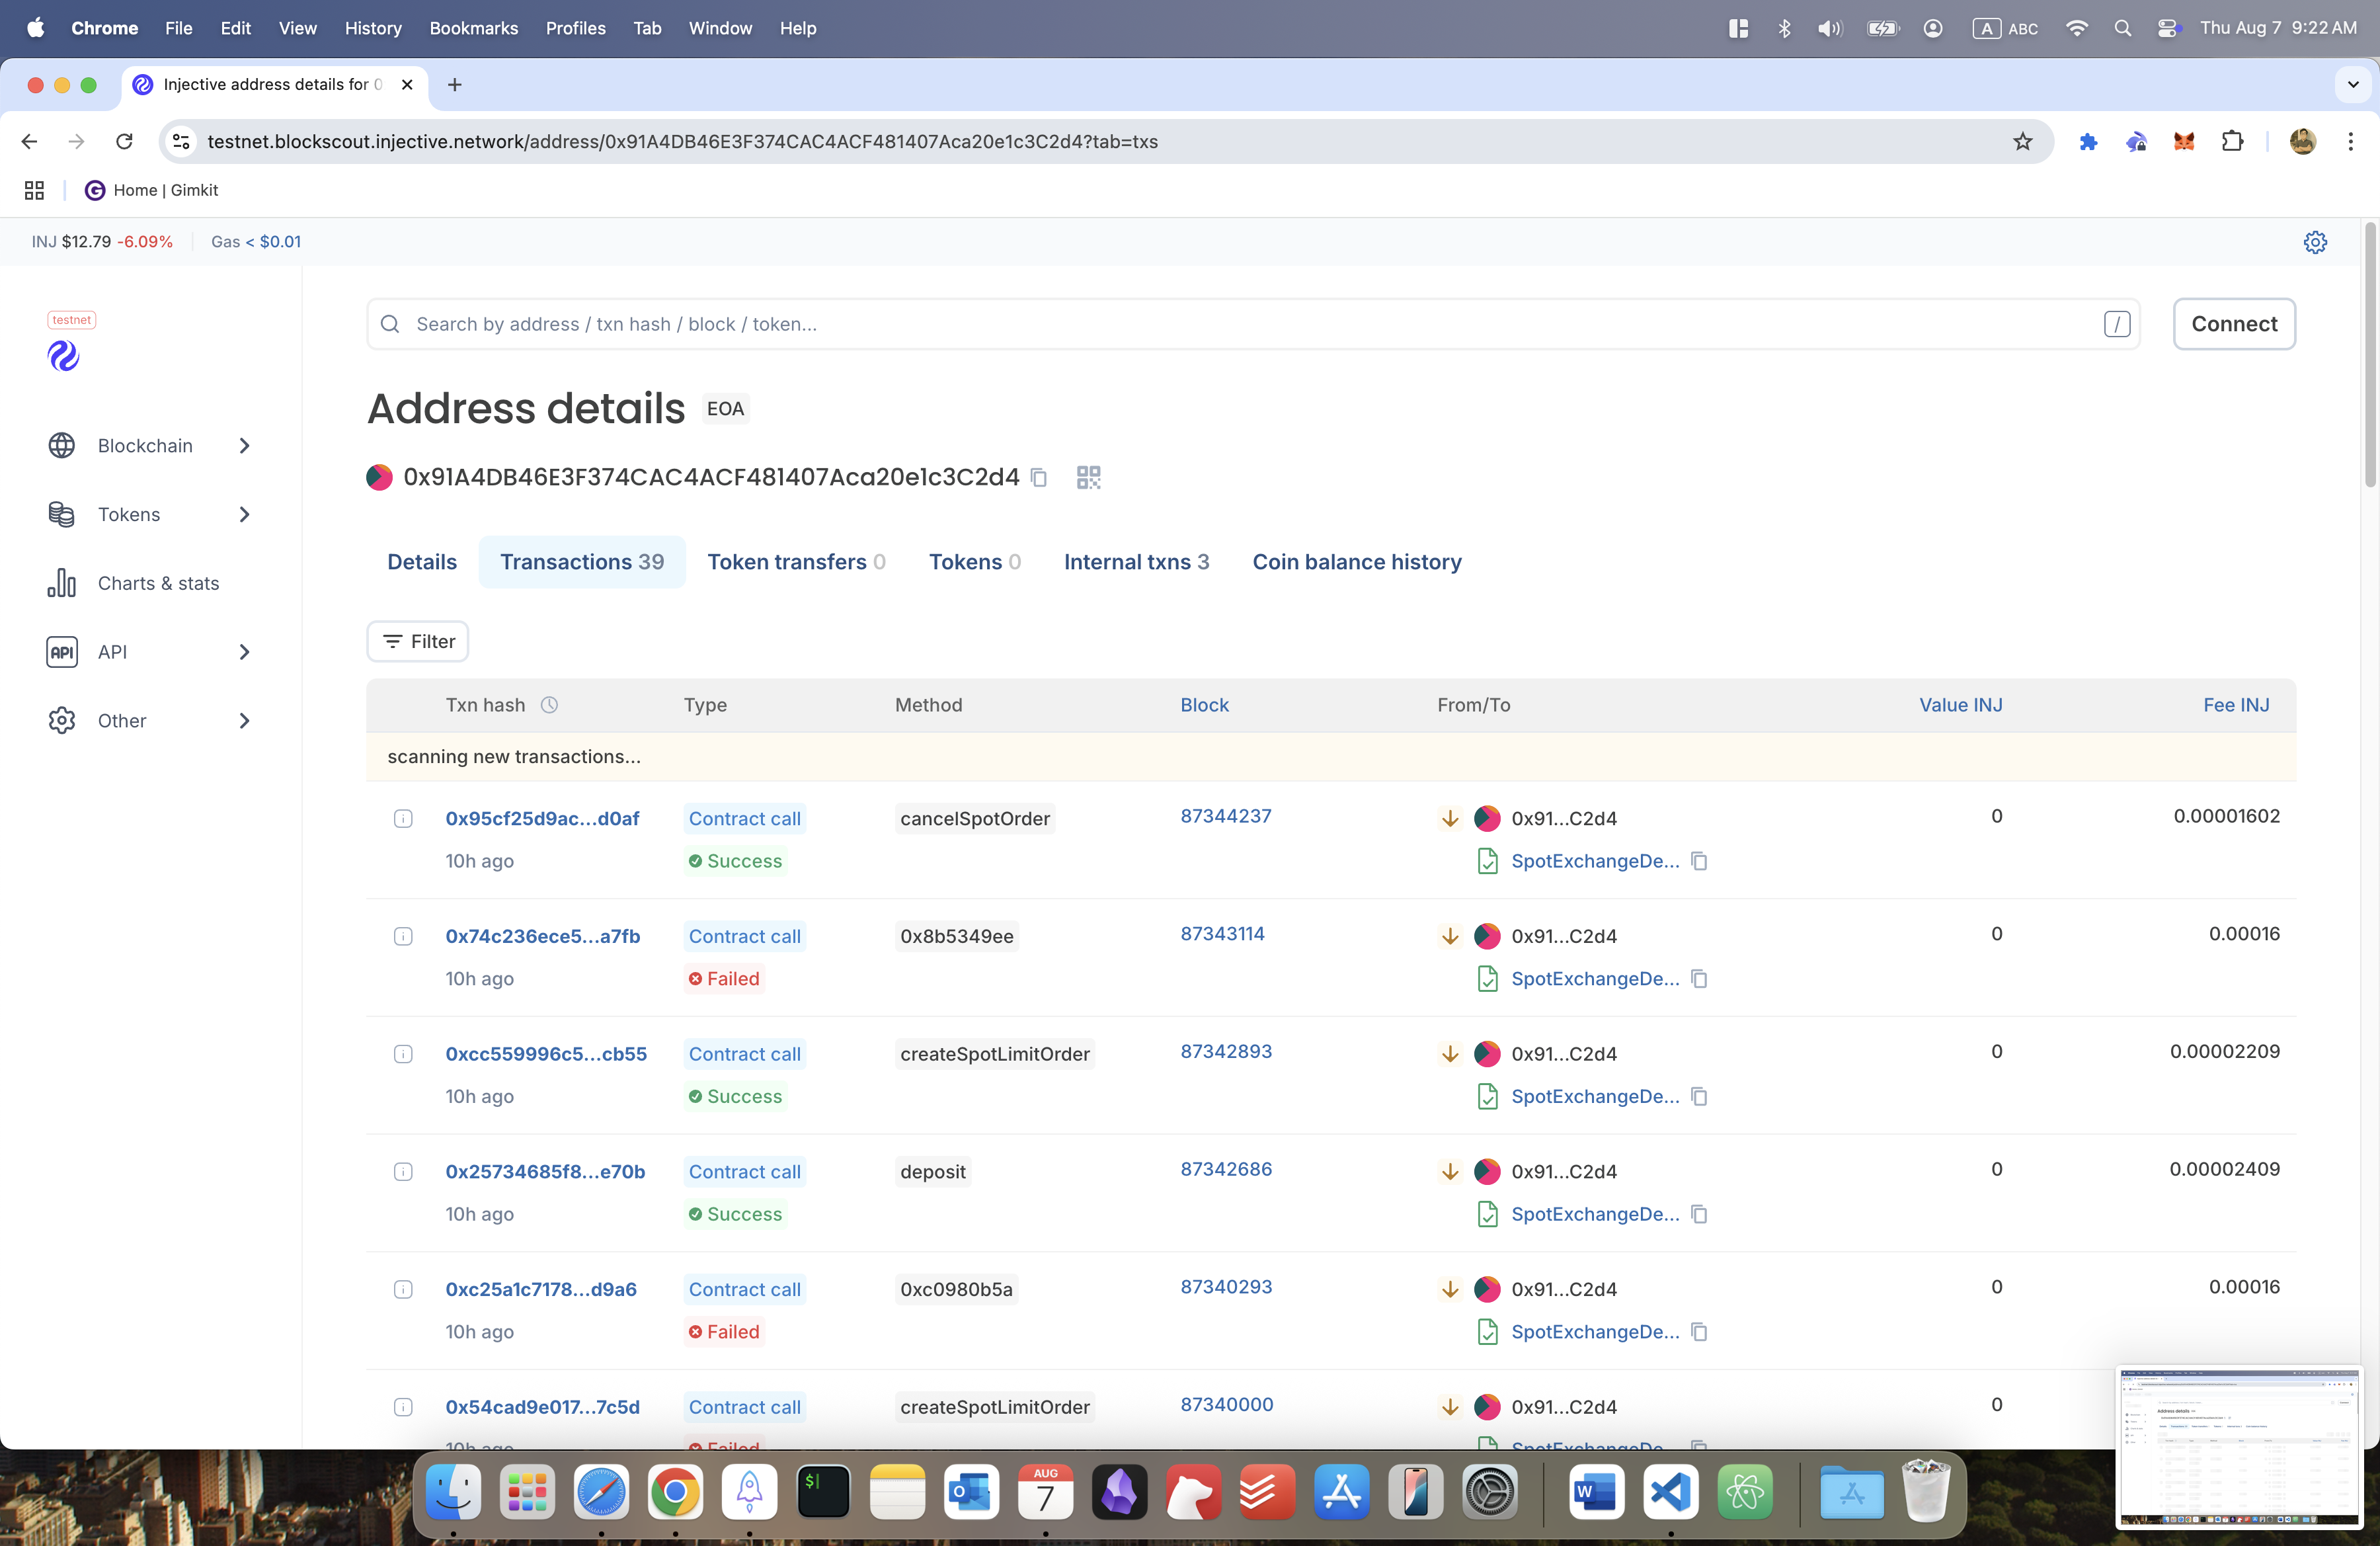 Chrome File Edit View History Bookmarks Profiles Tab Window Help A ABC Thu Aug 7 9:22 AM
Injective address details for 0
testnet.blockscout.injective.network/address/0x91A4DB46E3F374CAC4ACF481407Aca20e1c3C2d4?tab=txs
Home | Gimkit
INJ $12.79 -6.09% Gas < $0.01
testnet
Search by address / txn hash / block / token... /
Connect
Address details EOA
0x91A4DB46E3F374CAC4ACF481407Aca20e1c3C2d4
Blockchain
Tokens
Charts & stats
API API
Other
Details Transactions 39 Token transfers 0 Tokens 0 Internal txns 3 Coin balance history
Filter
Txn hash Type Method Block From/To Value INJ Fee INJ
scanning new transactions...
0x95cf25d9ac...d0af Contract call cancelSpotOrder 87344237 0x91...C2d4 0 0.00001602
10h ago Success SpotExchangeDe...
0x74c236ece5...a7fb Contract call 0x8b5349ee 87343114 0x91...C2d4 0 0.00016
10h ago Failed SpotExchangeDe...
0xcc559996c5...cb55 Contract call createSpotLimitOrder 87342893 0x91...C2d4 0 0.00002209
10h ago Success SpotExchangeDe...
0x25734685f8...e70b Contract call deposit 87342686 0x91...C2d4 0 0.00002409
10h ago Success SpotExchangeDe...
0xc25a1c7178...d9a6 Contract call 0xc0980b5a 87340293 0x91...C2d4 0 0.00016
10h ago Failed SpotExchangeDe...
0x54cad9e017...7c5d Contract call createSpotLimitOrder 87340000 0x91...C2d4 0
10h ago Failed SpotExchangeDe...
$
AUG
7